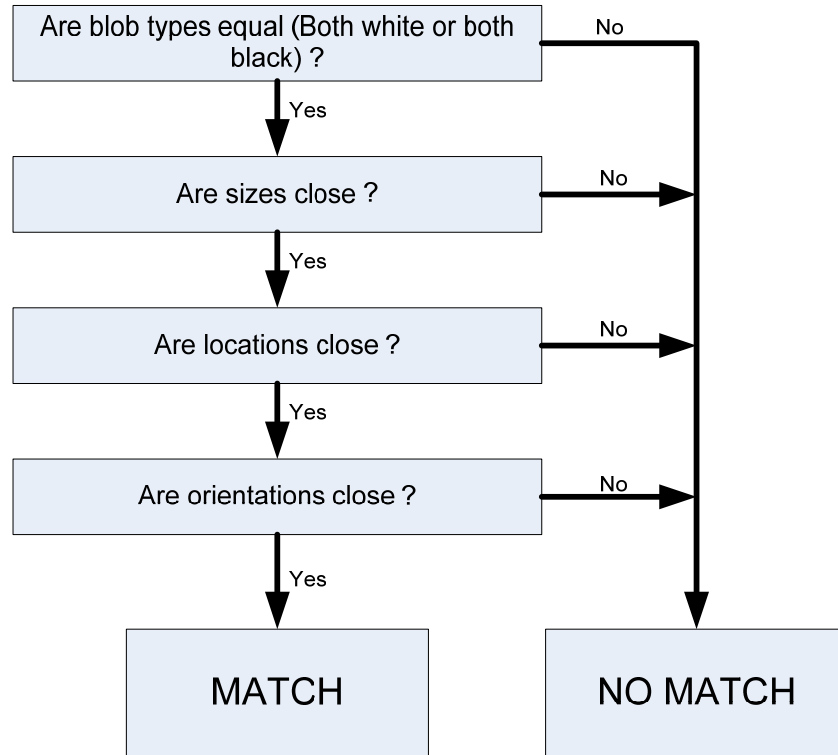 Are blob types equal (Both white or both
black) ?
No
Yes
Are sizes close ?
No
Yes
Are locations close ?
No
Yes
Are orientations close ?
No
Yes
MATCH
NO MATCH